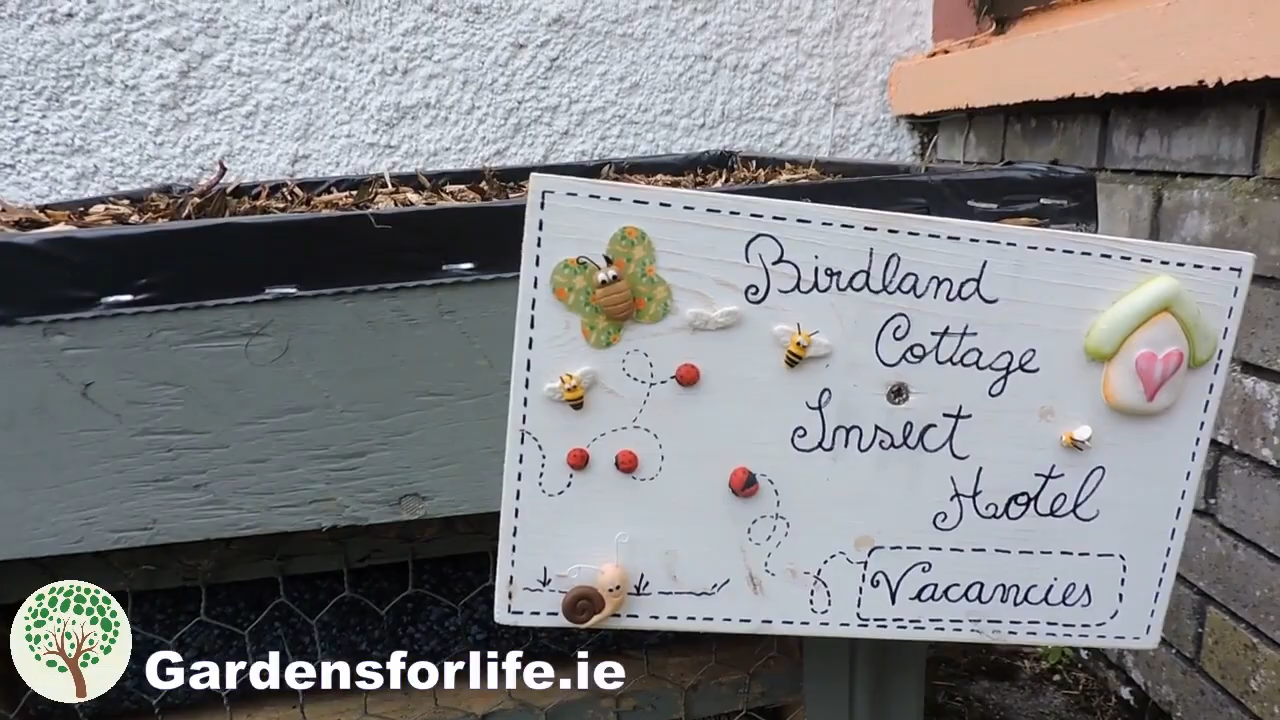 Birdland
Cottage
Insect
Hotel
Vacancies
Gardensforlife.ie